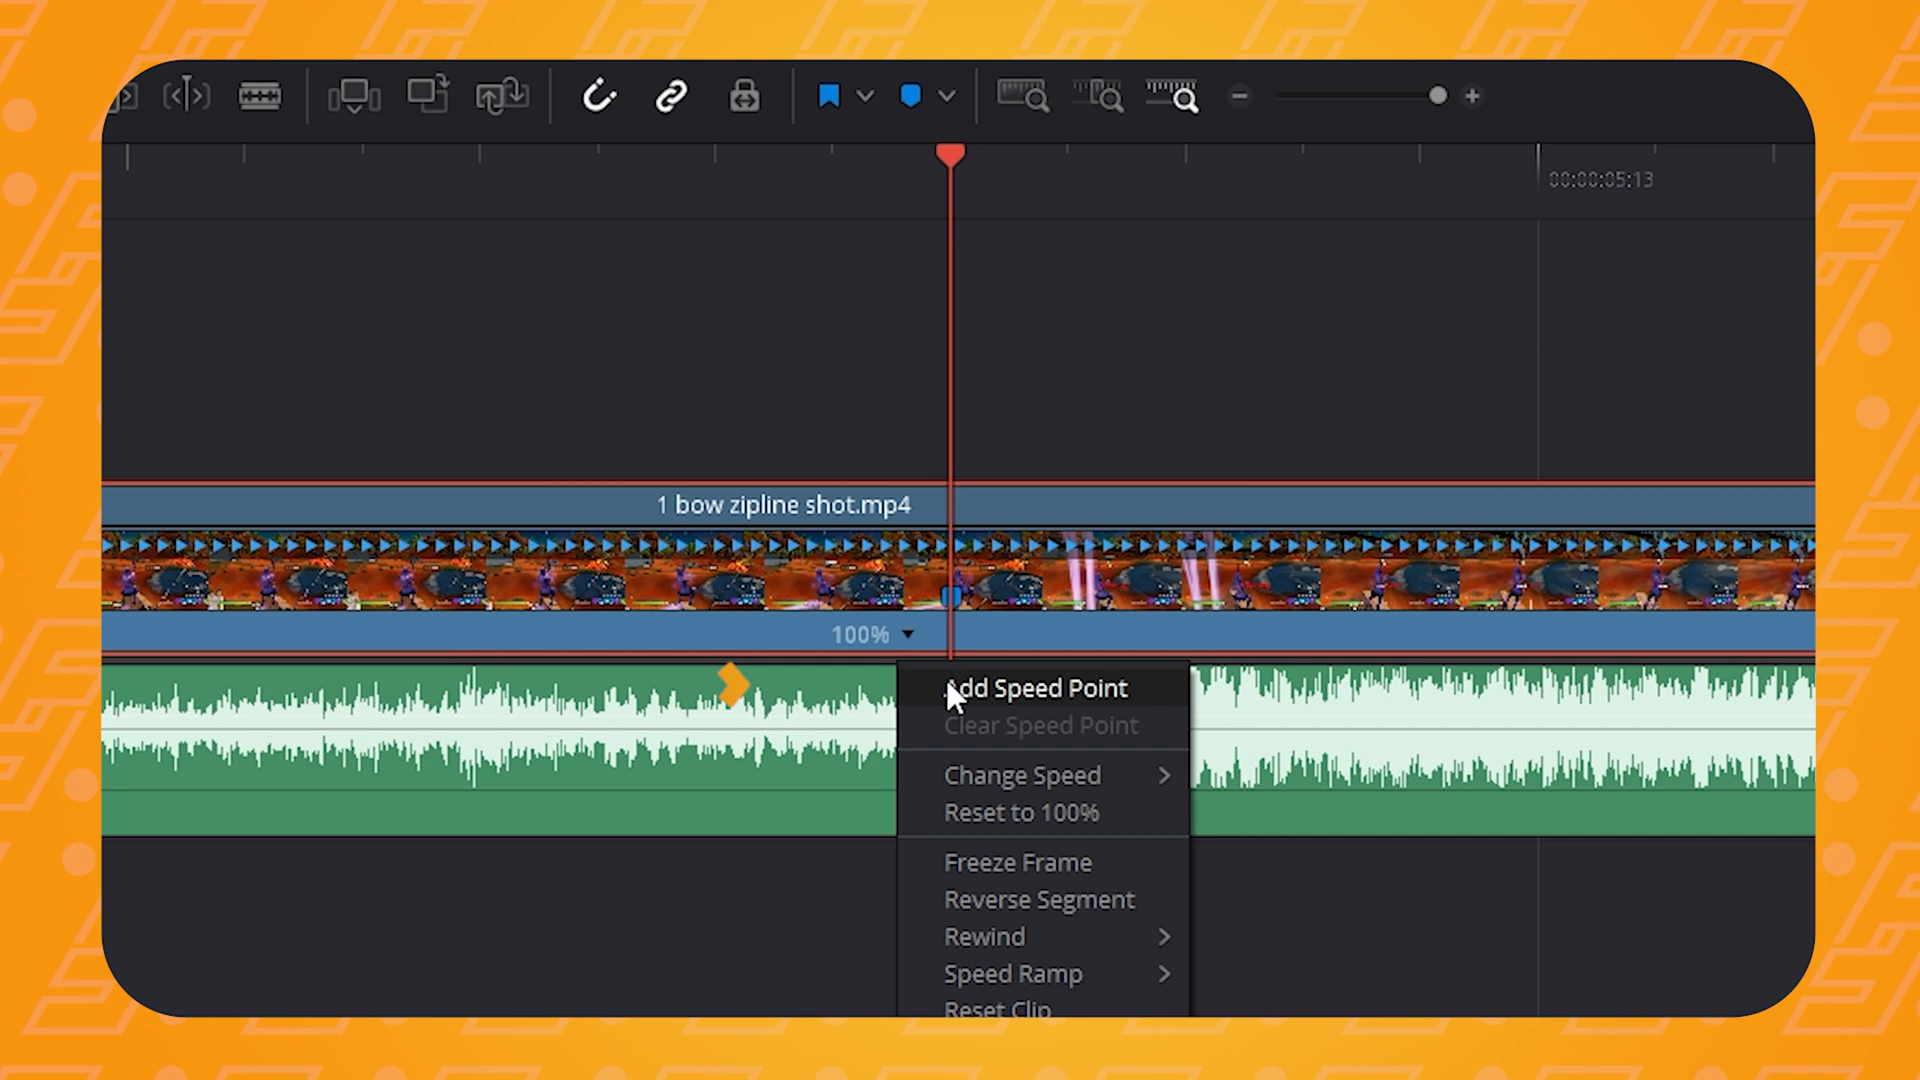 00:00:05:13
1 bow zipline shot.mp4
100%
Add Speed Point
Clear Speed Point
Change Speed
Reset to 100%
Freeze Frame
Reverse Segment
Rewind
Speed Ramp
Reset Clip